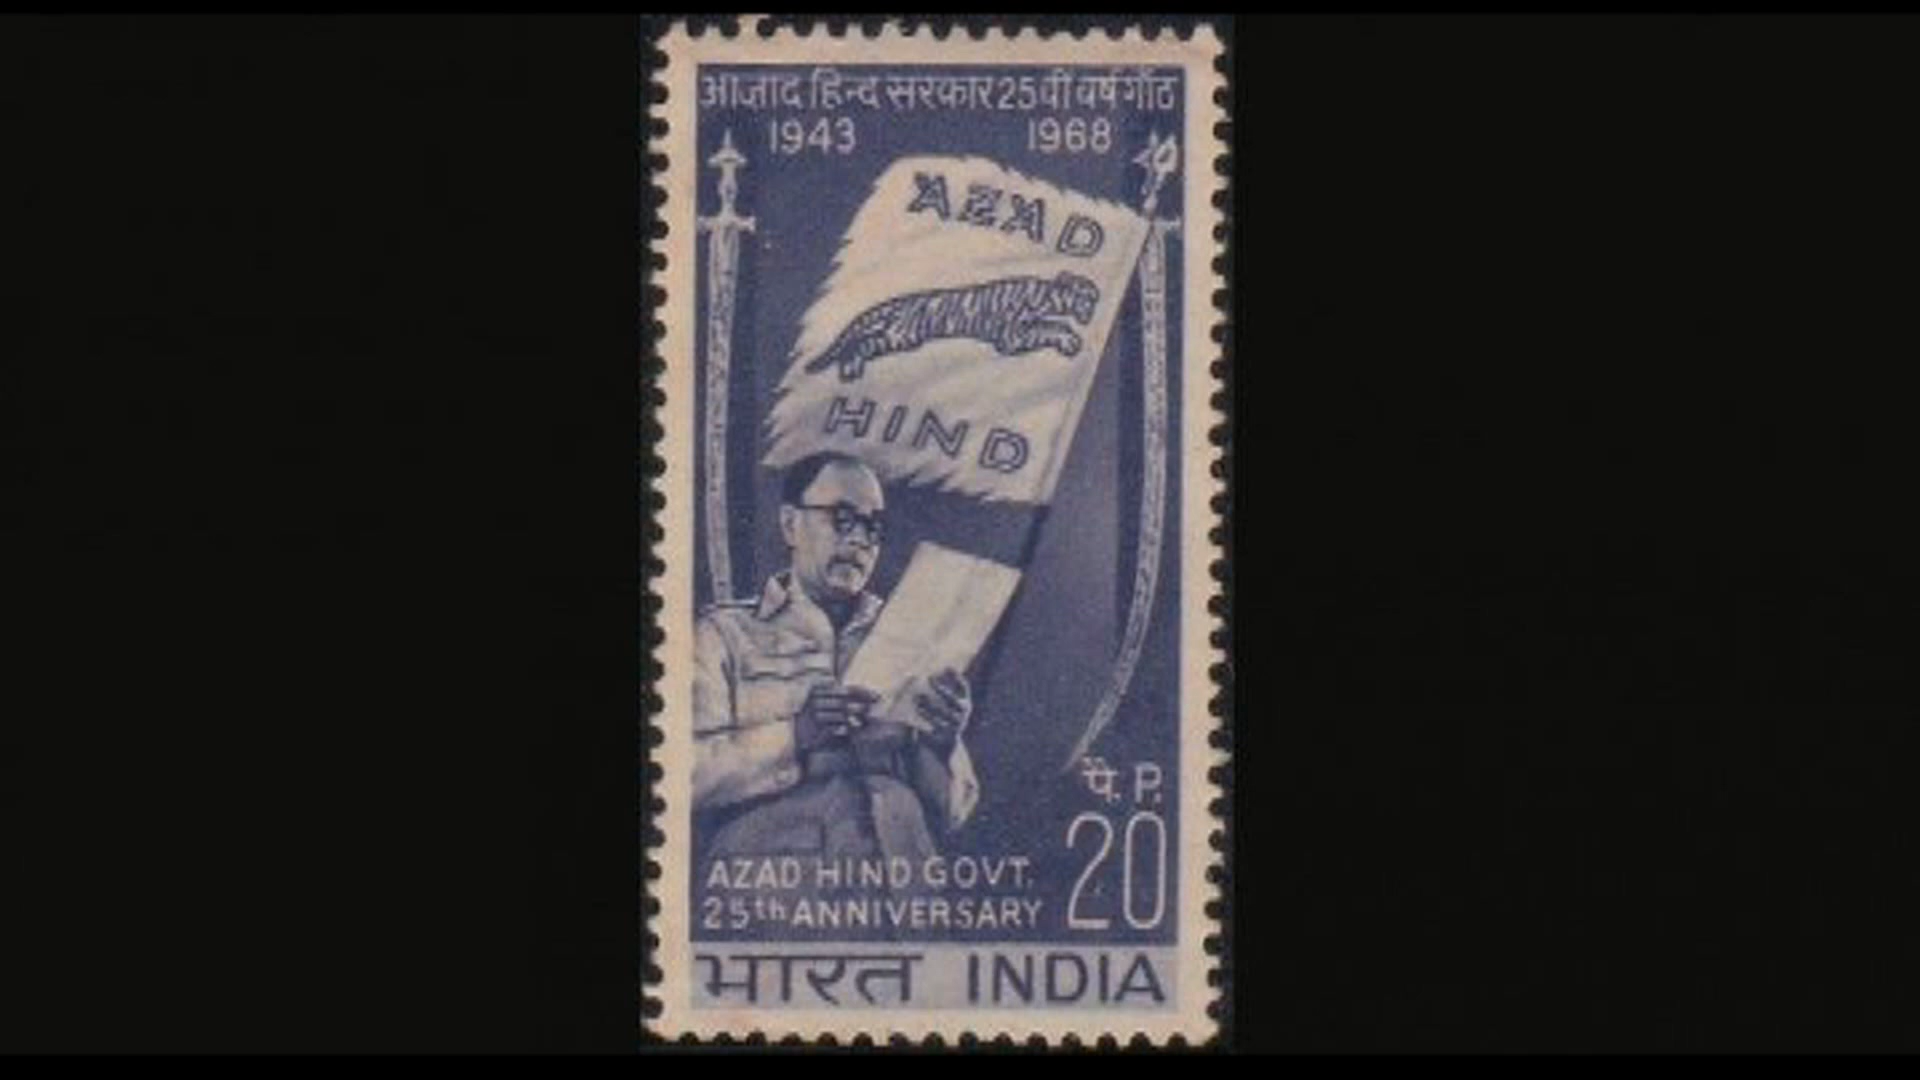 आज़ाद हिन्द सरकार 25वीं वर्षगाँठ
1943 1968
AZAD
HIND
पै. P.
20
AZAD HIND GOVT.
25th ANNIVERSARY
भारत INDIA